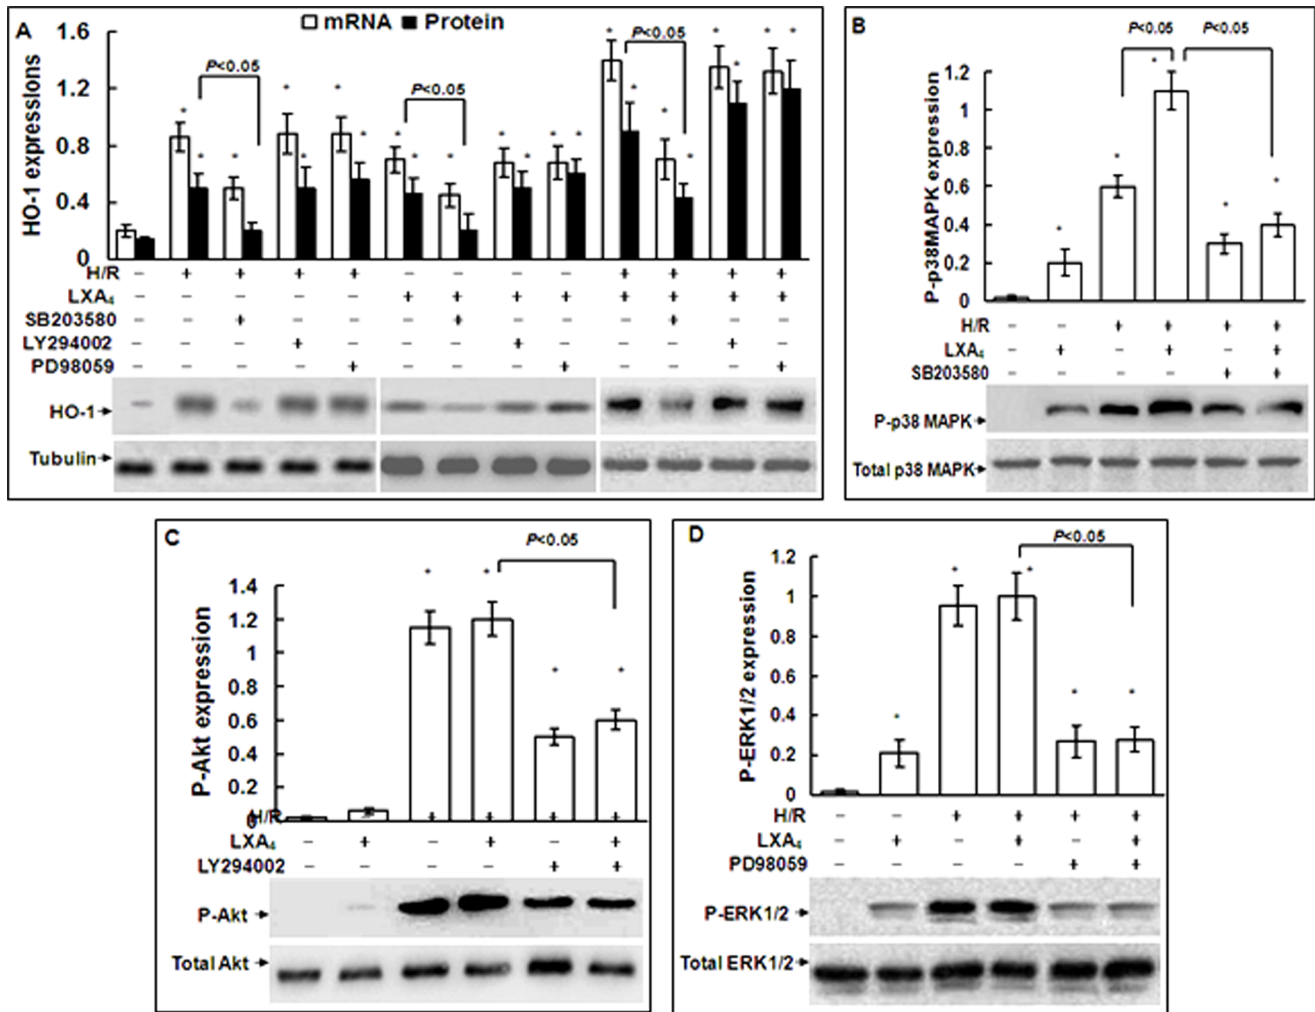 A
mRNA Protein
HO-1 expressions
1.6
1.2
0.8
0.4
0
* * * * * * * * * * * * * * * * * * * * * * *
P<0.05
P<0.05
P<0.05
H/R – + + + + – – – – + + + +
LXA₄ – – – – – + + + + + + + +
SB203580 – – + – – – + – – – + – –
LY294002 – – – + – – – + – – – + –
PD98059 – – – – + – – – + – – – +
HO-1
Tubulin
B
P-p38MAPK expression
1.2
1
0.8
0.6
0.4
0.2
0
P<0.05
P<0.05
* * * * *
H/R – – + + + +
LXA₄ – + – + – +
SB203580 – – – – + +
P-p38 MAPK
Total p38 MAPK
C
P-Akt expression
1.4
1.2
1
0.8
0.6
0.4
0.2
0
P<0.05
* * * *
H/R – – + + + +
LXA₄ – + – + – +
LY294002 – – – – + +
P-Akt
Total Akt
D
P-ERK1/2 expression
1.2
1
0.8
0.6
0.4
0.2
0
P<0.05
* * * * *
H/R – – + + + +
LXA₄ – + – + – +
PD98059 – – – – + +
P-ERK1/2
Total ERK1/2